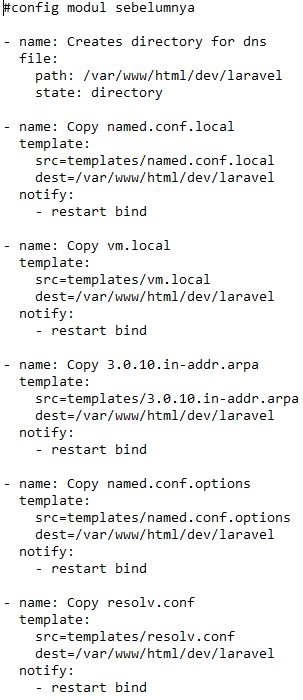 #config modul sebelumnya

- name: Creates directory for dns
  file:
    path: /var/www/html/dev/laravel
    state: directory

- name: Copy named.conf.local
  template:
    src=templates/named.conf.local
    dest=/var/www/html/dev/laravel
  notify:
    - restart bind

- name: Copy vm.local
  template:
    src=templates/vm.local
    dest=/var/www/html/dev/laravel
  notify:
    - restart bind

- name: Copy 3.0.10.in-addr.arpa
  template:
    src=templates/3.0.10.in-addr.arpa
    dest=/var/www/html/dev/laravel
  notify:
    - restart bind

- name: Copy named.conf.options
  template:
    src=templates/named.conf.options
    dest=/var/www/html/dev/laravel
  notify:
    - restart bind

- name: Copy resolv.conf
  template:
    src=templates/resolv.conf
    dest=/var/www/html/dev/laravel
  notify:
    - restart bind